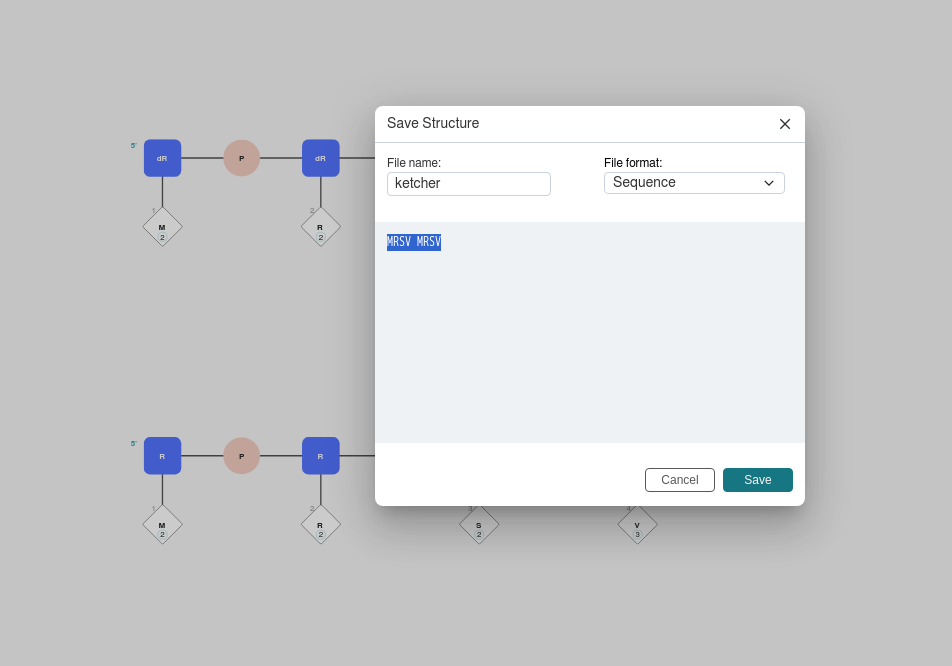 Save Structure
File name:
File format:
ketcher
Sequence
MRSV MRSV
Cancel
Save
5'
dR
P
dR
1
2
M
R
2
2
5'
R
P
R
1
2
3
4
M
R
S
V
2
2
2
3